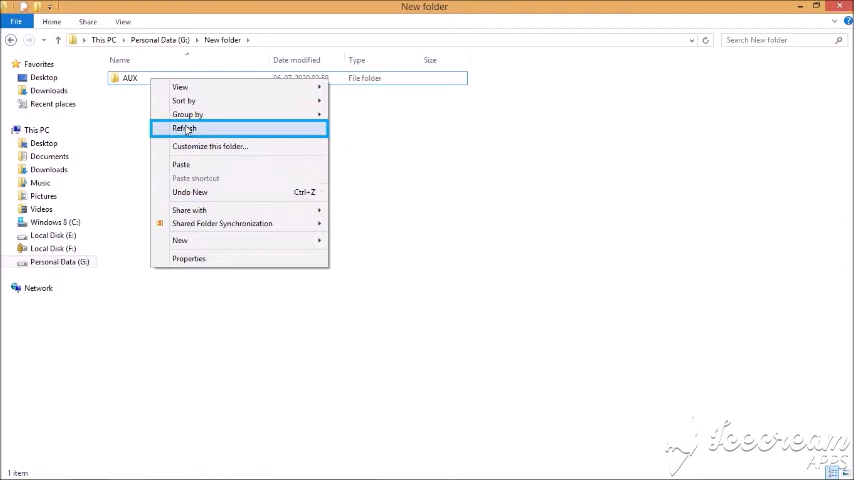 New folder
File Home Share View
This PC Personal Data (G:) New folder
Search New folder
Name Date modified Type Size
Favorites
Desktop
Downloads
Recent places
This PC
Desktop
Documents
Downloads
Music
Pictures
Videos
Windows 8 (C:)
Local Disk (E:)
Local Disk (F:)
Personal Data (G:)
Network
AUX File folder
View
Sort by
Group by
Refresh
Customize this folder...
Paste
Paste shortcut
Undo New Ctrl+Z
Share with
Shared Folder Synchronization
New
Properties
1 item
Icecream
APPS